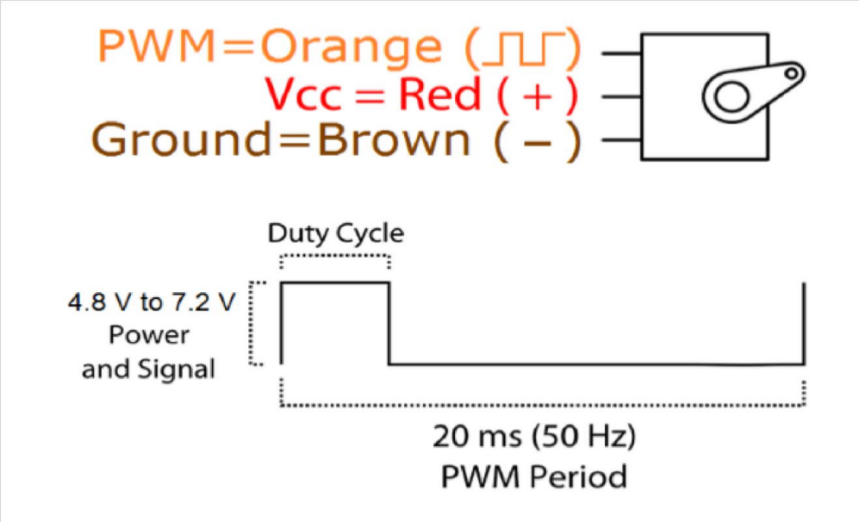 PWM=Orange (⎍⎍)
Vcc = Red ( + )
Ground=Brown ( − )
Duty Cycle
4.8 V to 7.2 V
Power
and Signal
20 ms (50 Hz)
PWM Period